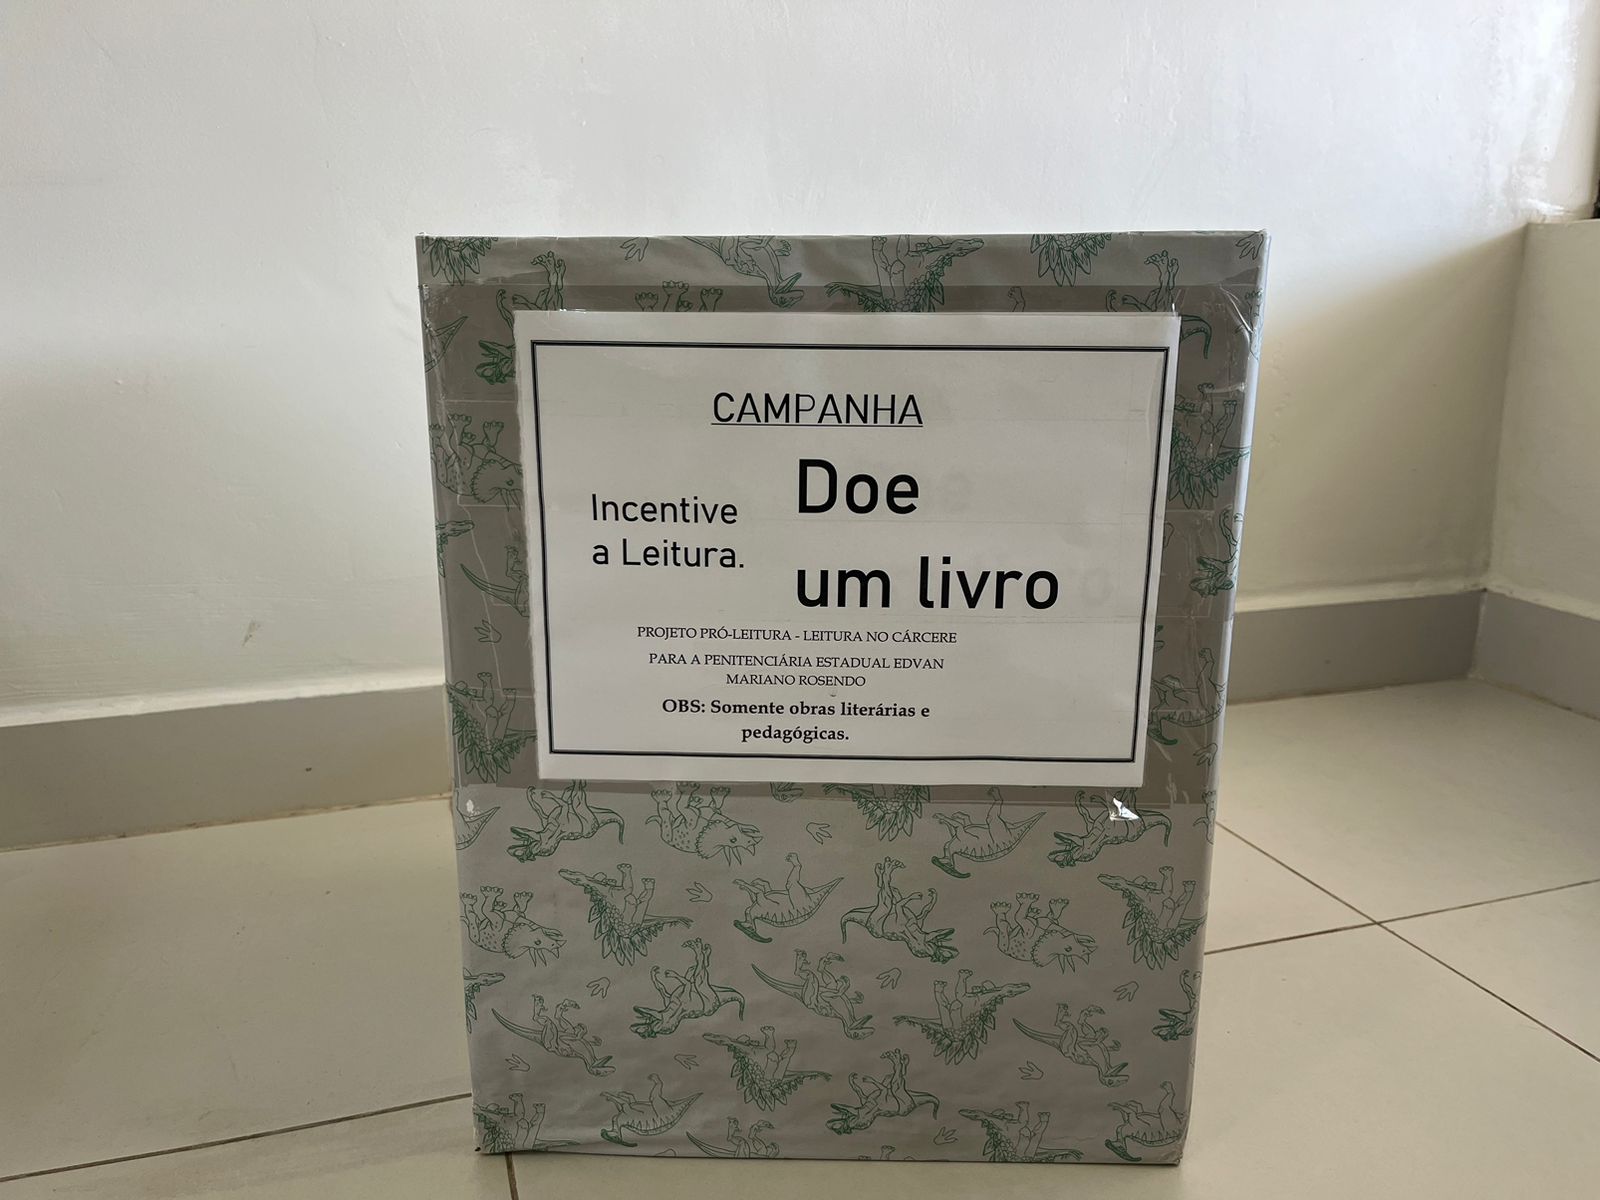 CAMPANHA
Incentive
a Leitura.
Doe
um livro
PROJETO PRÓ-LEITURA - LEITURA NO CÁRCERE
PARA A PENITENCIÁRIA ESTADUAL EDVAN
MARIANO ROSENDO
OBS: Somente obras literárias e
pedagógicas.